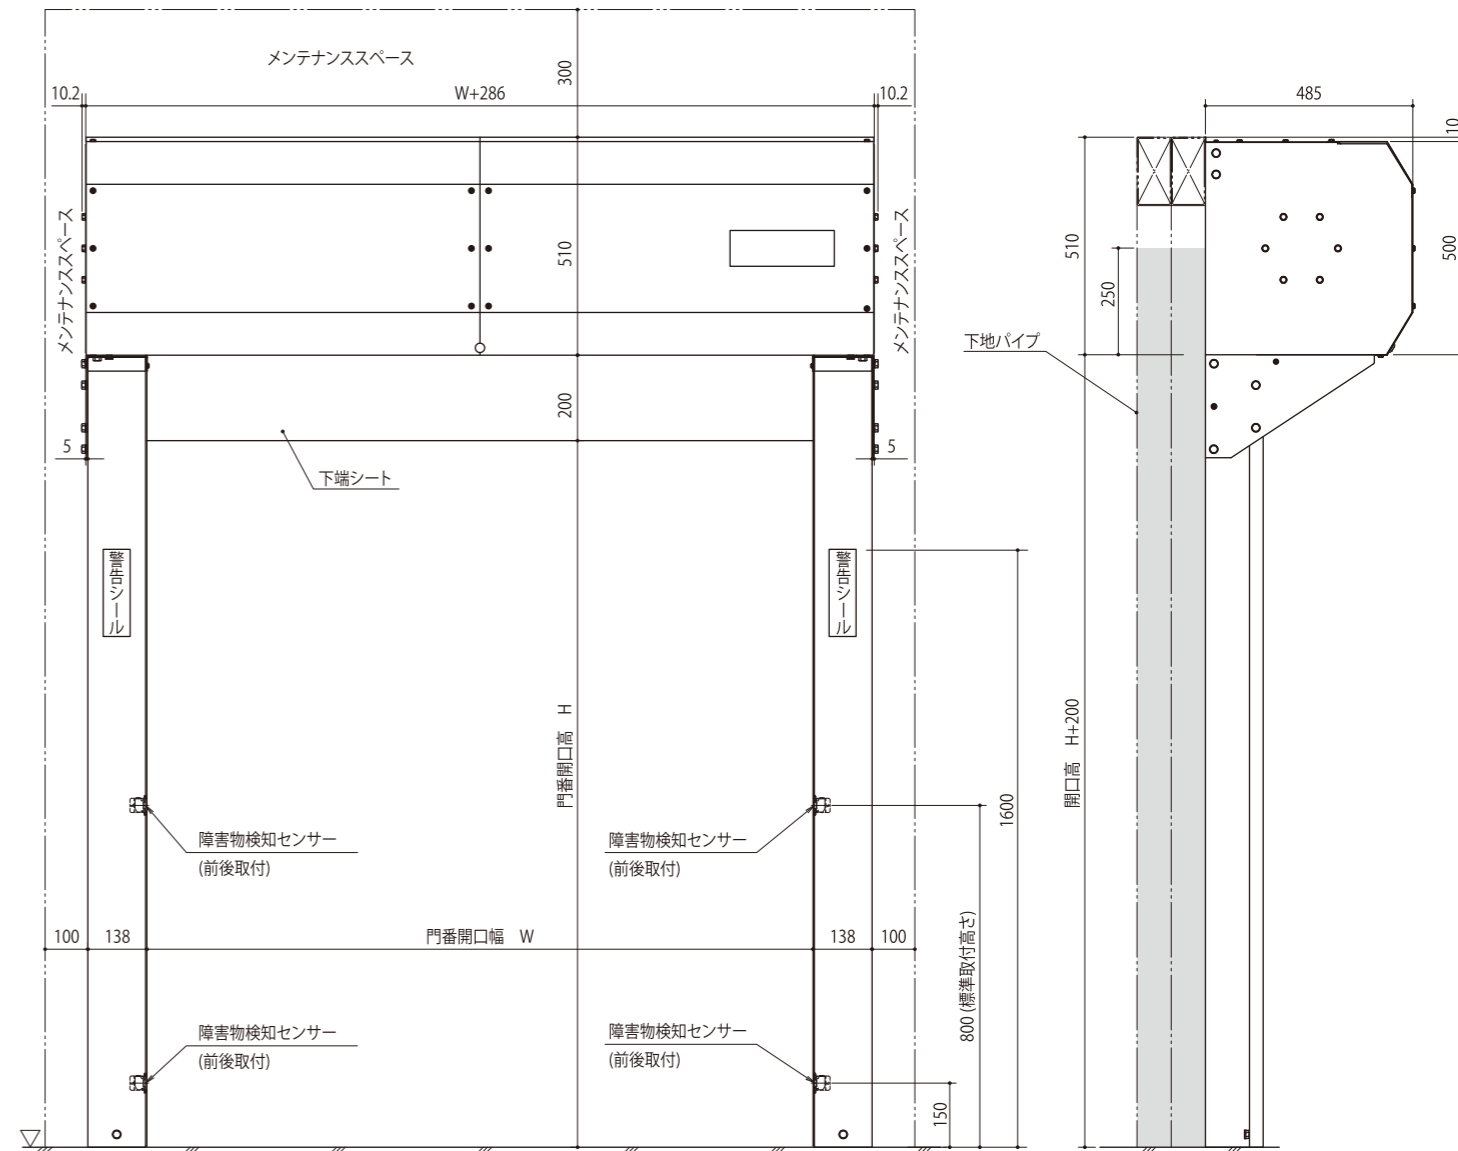 メンテナンススペース
300
10.2
W+286
10.2
485
10
メンテナンススペース
510
メンテナンススペース
510
250
500
下地パイプ
200
5
5
下端シート
警告シール
警告シール
門番開口高 H
1600
開口高 H+200
障害物検知センサー
(前後取付)
障害物検知センサー
(前後取付)
100
138
門番開口幅 W
138
100
800 (標準取付高さ)
障害物検知センサー
(前後取付)
障害物検知センサー
(前後取付)
150